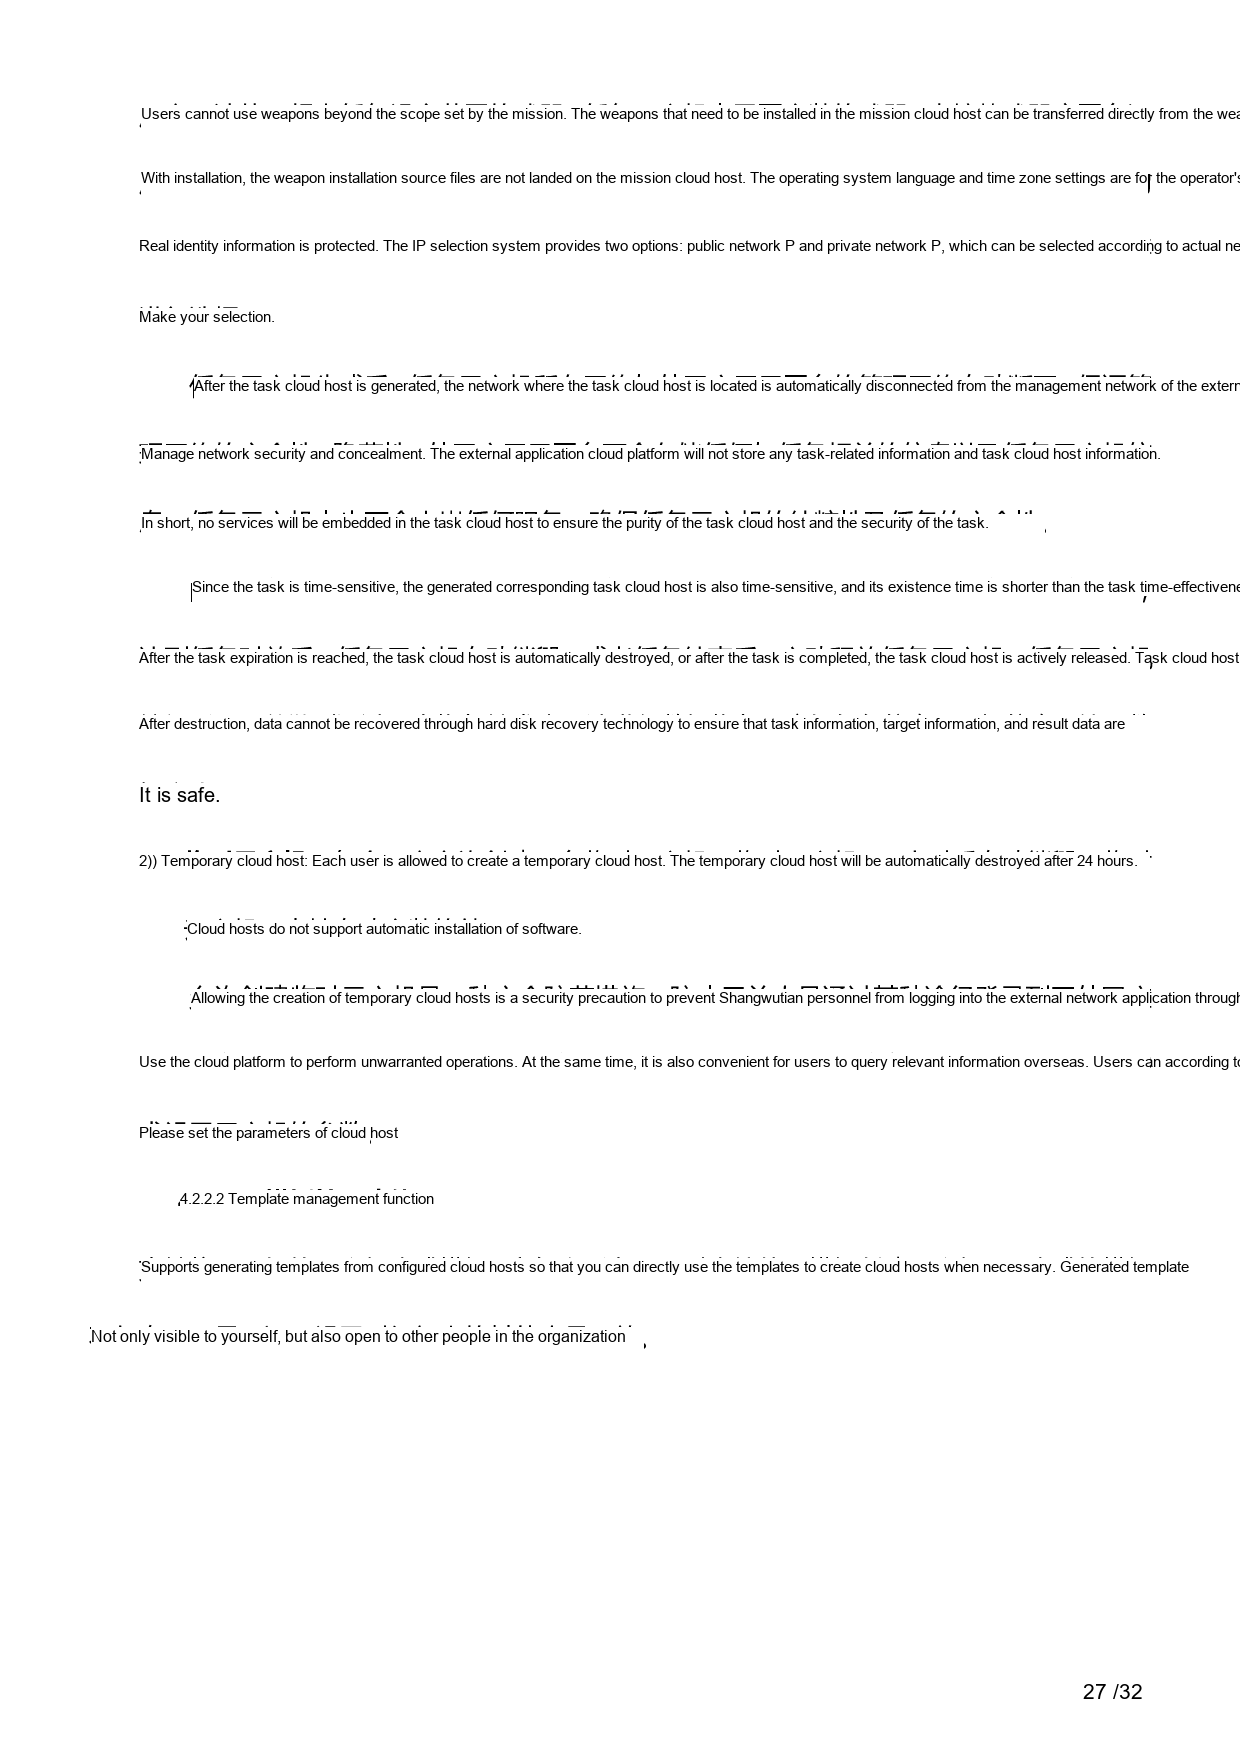 Users cannot use weapons beyond the scope set by the mission. The weapons that need to be installed in the mission cloud host can be transferred directly from the
With installation, the weapon installation source files are not landed on the mission cloud host. The operating system language and time zone settings are for the operator's
Real identity information is protected. The IP selection system provides two options: public network P and private network P, which can be selected according to actual
Make your selection.
After the task cloud host is generated, the network where the task cloud host is located is automatically disconnected from the management network of the
Manage network security and concealment. The external application cloud platform will not store any task-related information and task cloud host information.
In short, no services will be embedded in the task cloud host to ensure the purity of the task cloud host and the security of the task.
Since the task is time-sensitive, the generated corresponding task cloud host is also time-sensitive, and its existence time is shorter than the task
After the task expiration is reached, the task cloud host is automatically destroyed, or after the task is completed, the task cloud host is actively released. Task cloud host
After destruction, data cannot be recovered through hard disk recovery technology to ensure that task information, target information, and result data are
It is safe.
2)) Temporary cloud host: Each user is allowed to create a temporary cloud host. The temporary cloud host will be automatically destroyed after 24 hours.
Cloud hosts do not support automatic installation of software.
Allowing the creation of temporary cloud hosts is a security precaution to prevent Shangwutian personnel from logging into the external network application through
Use the cloud platform to perform unwarranted operations. At the same time, it is also convenient for users to query relevant information overseas. Users can according to
Please set the parameters of cloud host
4.2.2.2 Template management function
Supports generating templates from configured cloud hosts so that you can directly use the templates to create cloud hosts when necessary. Generated template
Not only visible to yourself, but also open to other people in the organization
27 /32